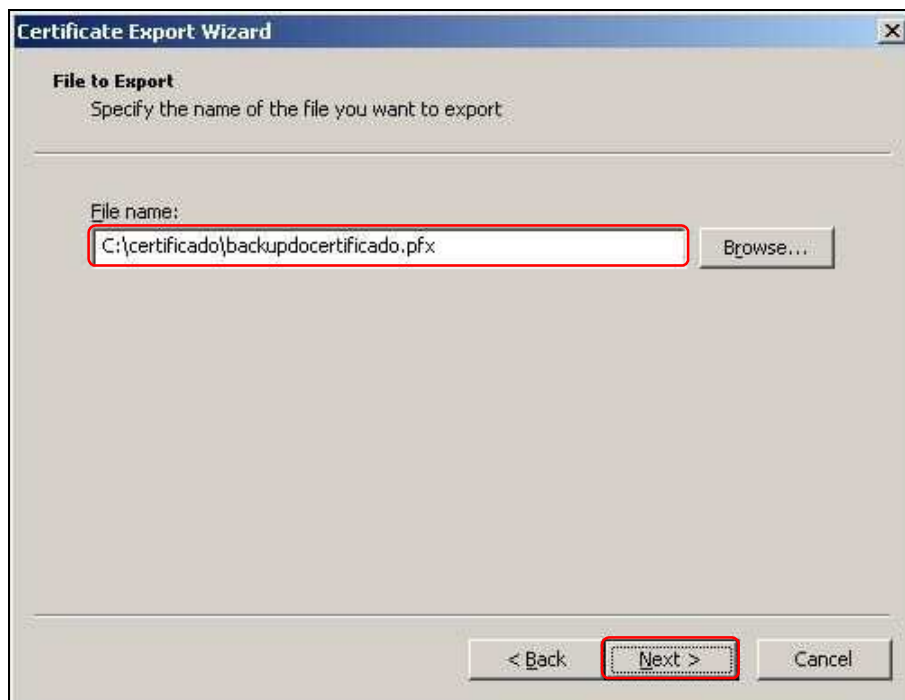 Certificate Export Wizard
File to Export
Specify the name of the file you want to export
File name:
C:\certificado\backupdocertificado.pfx
Browse...
< Back
Next >
Cancel